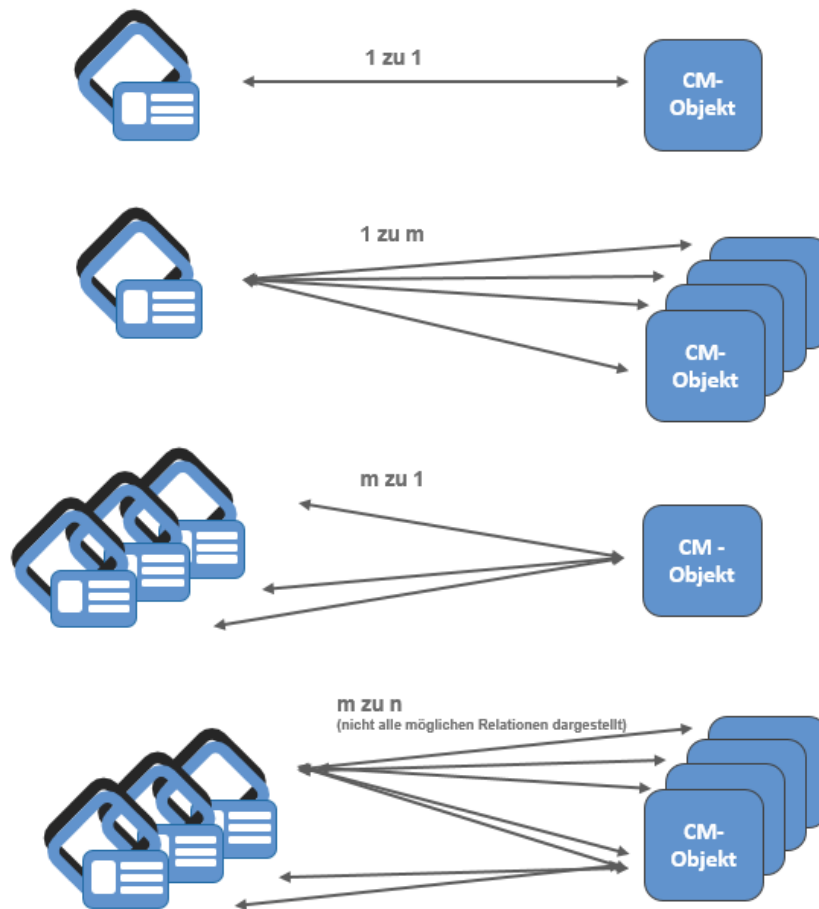 1 zu 1
CM-
Objekt
1 zu m
CM-
Objekt
m zu 1
CM -
Objekt
m zu n
(nicht alle möglichen Relationen dargestellt)
CM-
Objekt